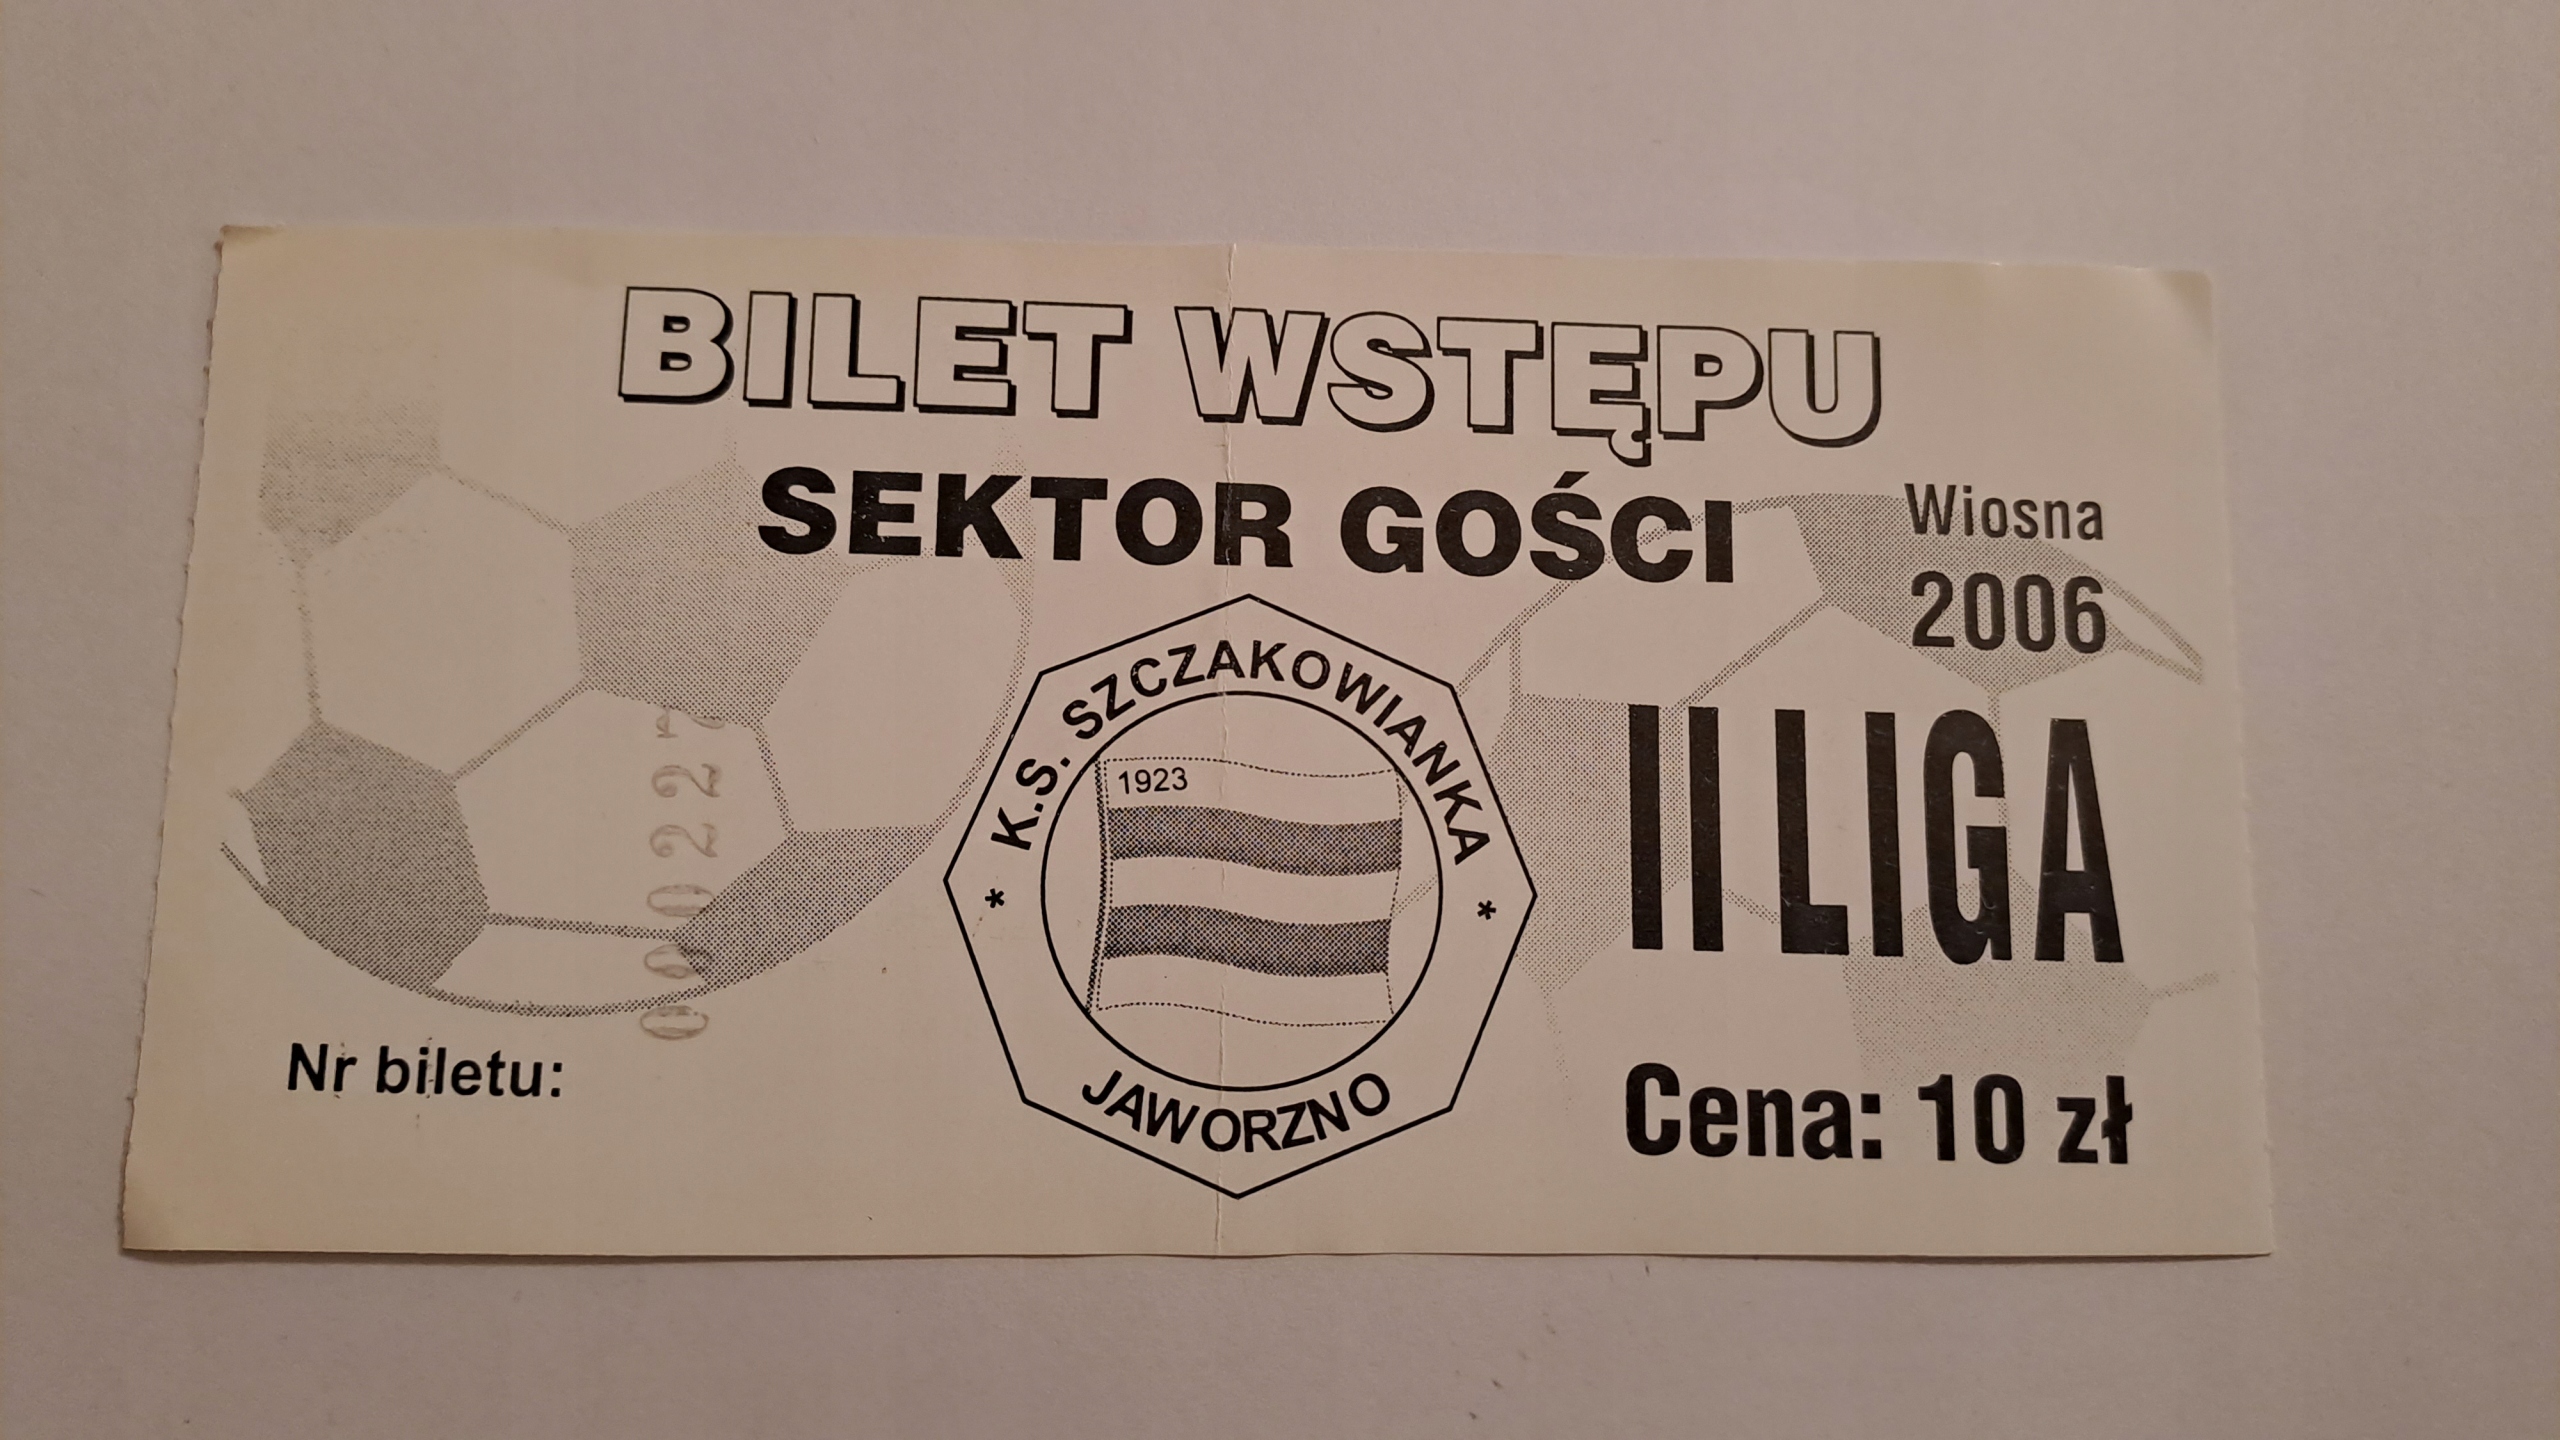 BILET WSTĘPU
SEKTOR GOŚCI
Wiosna
2006
K.S. SZCZAKOWIANKA
1923
* *
JAWORZNO
II LIGA
Nr biletu:
Cena: 10 zł